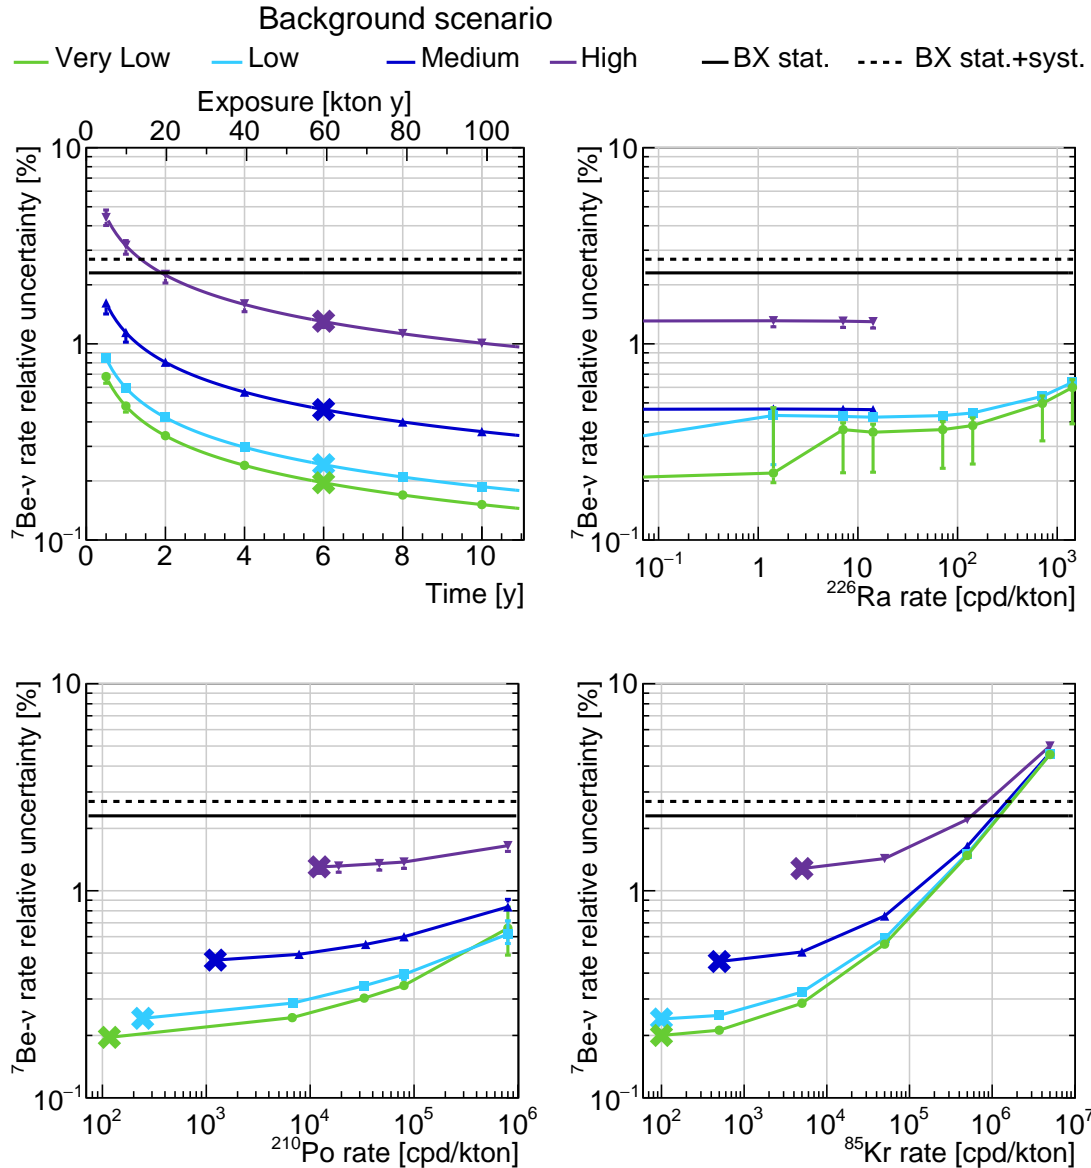 Background scenario
Very Low Low Medium High BX stat. BX stat.+syst.
Exposure [kton y]
0 20 40 60 80 100
10
1
10⁻¹
⁷Be-ν rate relative uncertainty [%]
0 2 4 6 8 10
Time [y]
10
1
10⁻¹
⁷Be-ν rate relative uncertainty [%]
10⁻¹ 1 10 10² 10³
²²⁶Ra rate [cpd/kton]
10
1
10⁻¹
⁷Be-ν rate relative uncertainty [%]
10² 10³ 10⁴ 10⁵ 10⁶
²¹⁰Po rate [cpd/kton]
10
1
10⁻¹
⁷Be-ν rate relative uncertainty [%]
10² 10³ 10⁴ 10⁵ 10⁶ 10⁷
⁸⁵Kr rate [cpd/kton]